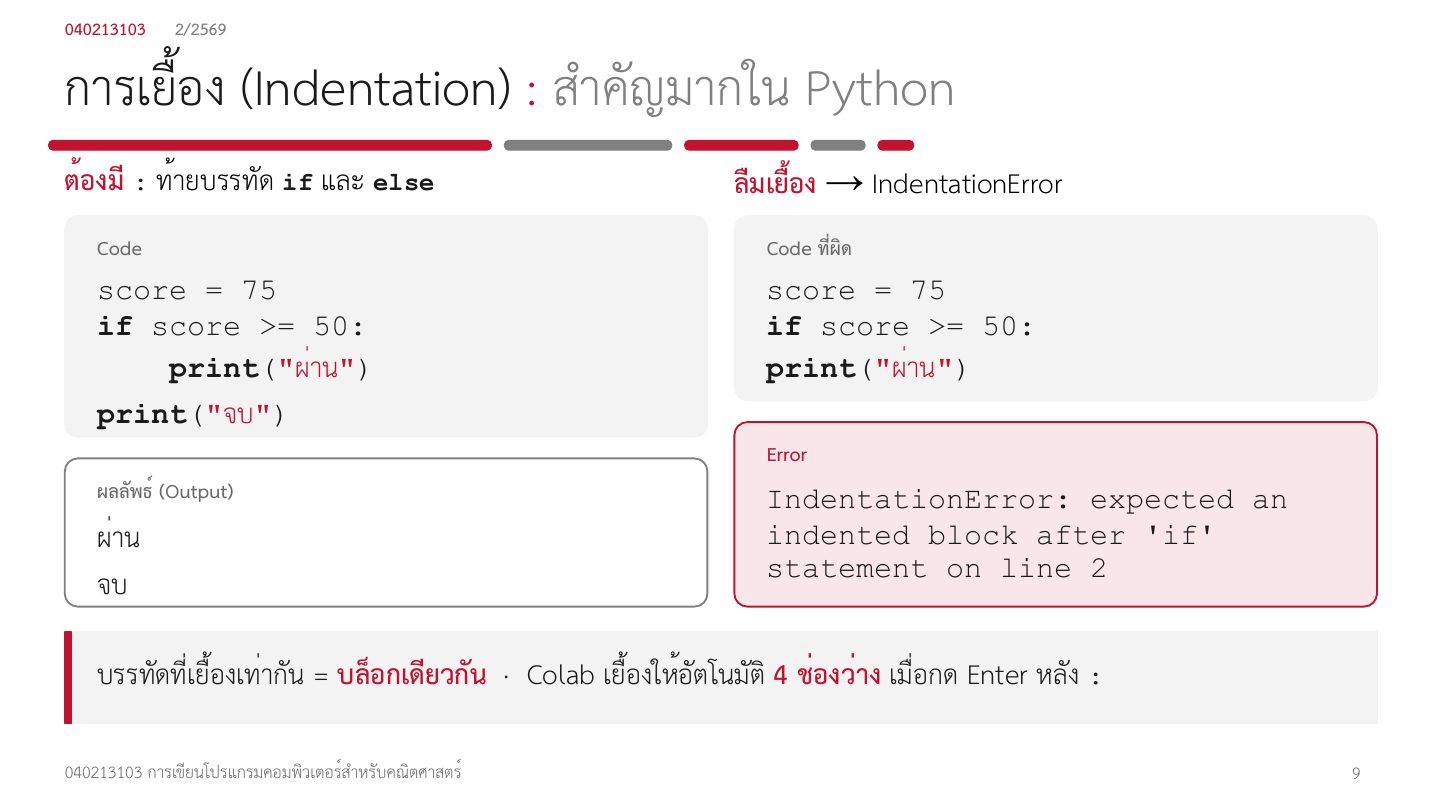 040213103 2/2569
การเยื้อง (Indentation) : สำคัญมากใน Python
ต้องมี : ท้ายบรรทัด if และ else
Code
score = 75
if score >= 50:
    print("ผ่าน")
print("จบ")
ผลลัพธ์ (Output)
ผ่าน
จบ
ลืมเยื้อง ⟶ IndentationError
Code ที่ผิด
score = 75
if score >= 50:
print("ผ่าน")
Error
IndentationError: expected an
indented block after 'if'
statement on line 2
บรรทัดที่เยื้องเท่ากัน = บล็อกเดียวกัน · Colab เยื้องให้อัตโนมัติ 4 ช่องว่าง เมื่อกด Enter หลัง :
040213103 การเขียนโปรแกรมคอมพิวเตอร์สำหรับคณิตศาสตร์ 9